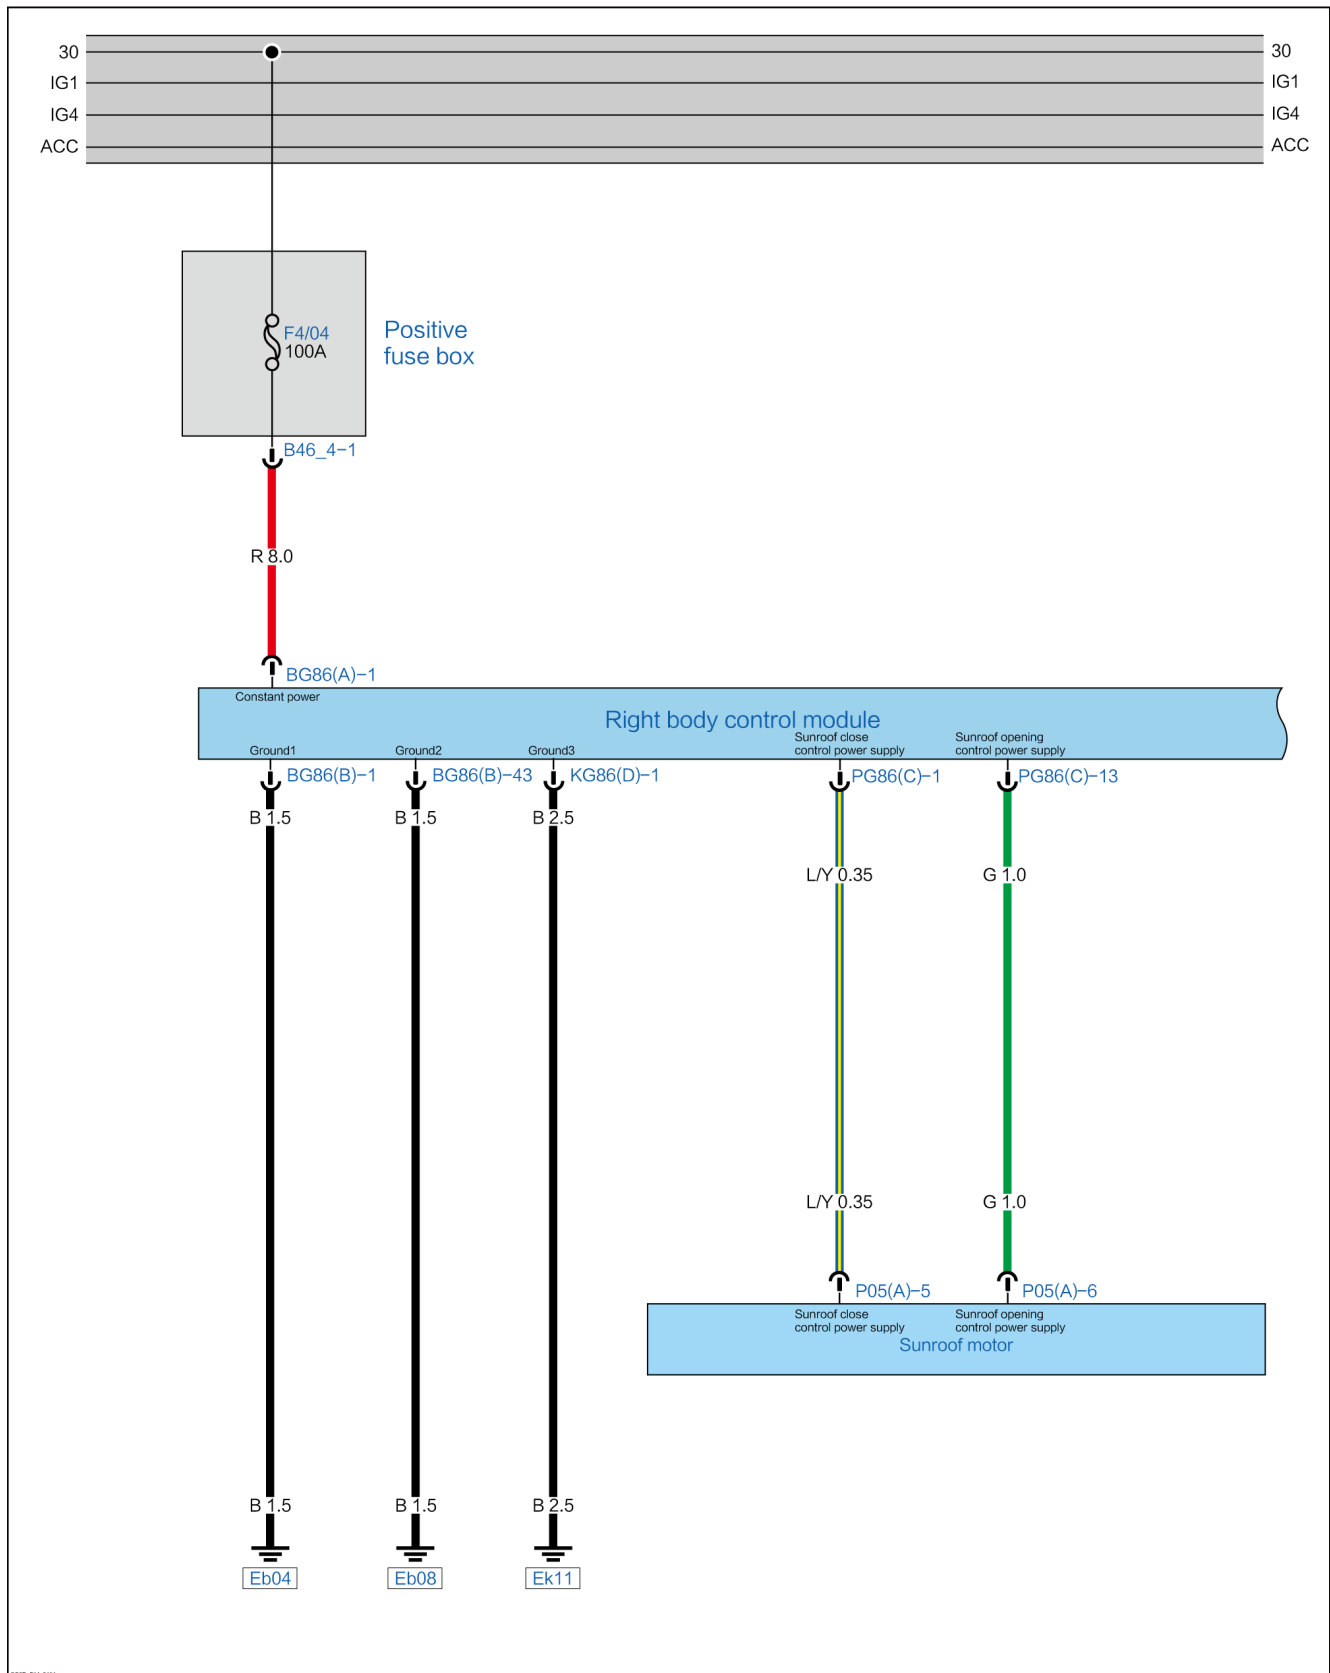 30
30
IG1
IG1
IG4
IG4
ACC
ACC
F4/04
100A
Positive
fuse box
B46_4−1
R 8.0
BG86(A)−1
Constant power
Right body control module
Ground1
Ground2
Ground3
Sunroof close
control power supply
Sunroof opening
control power supply
BG86(B)−1
BG86(B)−43
KG86(D)−1
PG86(C)−1
PG86(C)−13
B 1.5
B 1.5
B 2.5
L/Y 0.35
G 1.0
L/Y 0.35
G 1.0
P05(A)−5
P05(A)−6
Sunroof close
control power supply
Sunroof opening
control power supply
Sunroof motor
B 1.5
B 1.5
B 2.5
Eb04
Eb08
Ek11